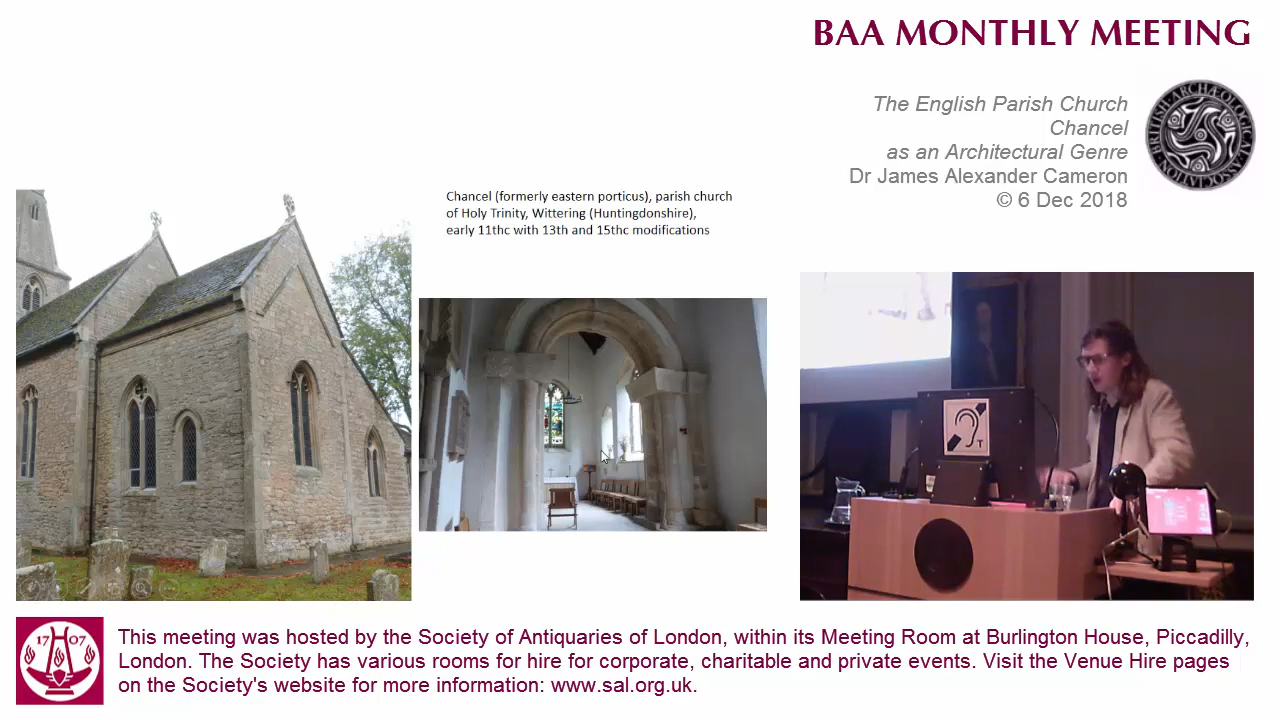 BAA MONTHLY MEETING
The English Parish Church
Chancel
as an Architectural Genre
Dr James Alexander Cameron
© 6 Dec 2018
BRITISH ARCHÆOLOGICAL ASSOCIATION
Chancel (formerly eastern porticus), parish church
of Holy Trinity, Wittering (Huntingdonshire),
early 11thc with 13th and 15thc modifications
T
1707
This meeting was hosted by the Society of Antiquaries of London, within its Meeting Room at Burlington House, Piccadilly,
London. The Society has various rooms for hire for corporate, charitable and private events. Visit the Venue Hire pages
on the Society's website for more information: www.sal.org.uk.